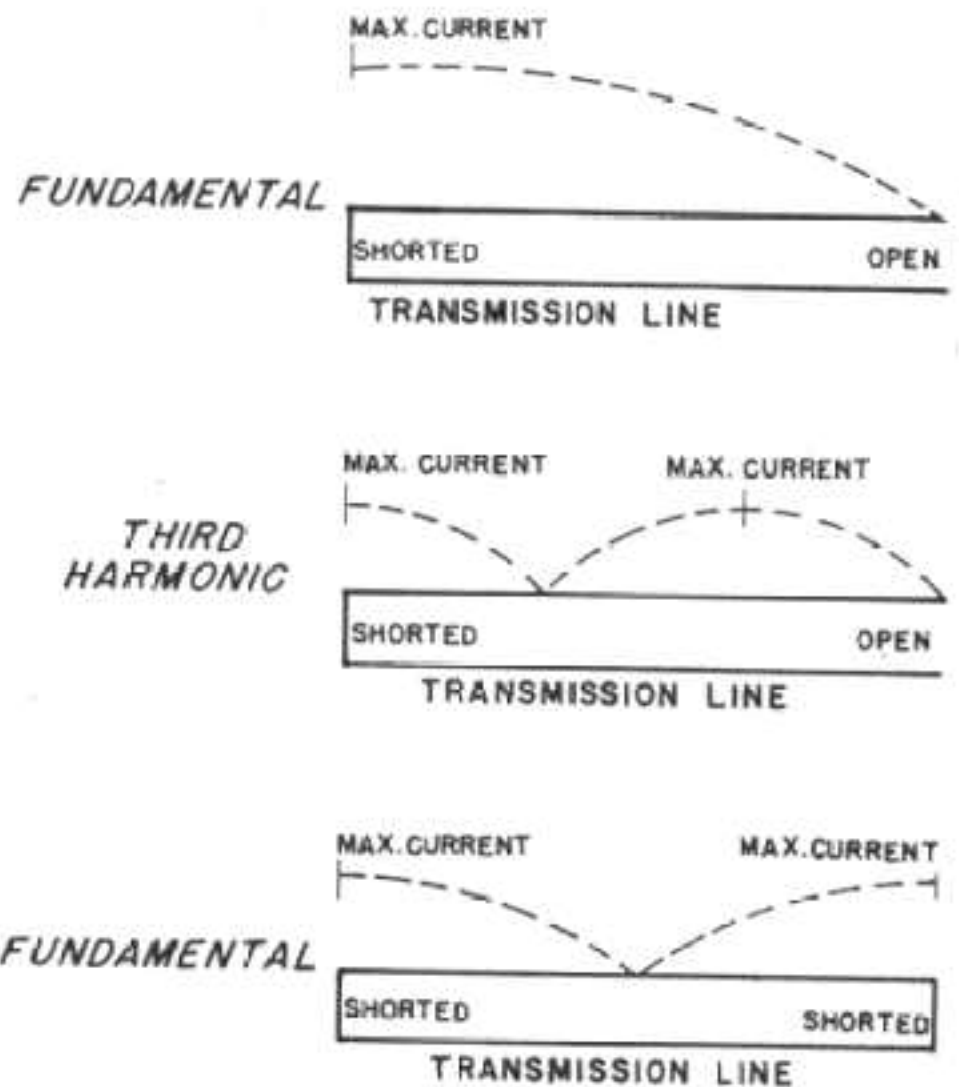 MAX. CURRENT
FUNDAMENTAL
SHORTED OPEN
TRANSMISSION LINE
MAX. CURRENT MAX. CURRENT
THIRD
HARMONIC
SHORTED OPEN
TRANSMISSION LINE
MAX. CURRENT MAX. CURRENT
FUNDAMENTAL
SHORTED SHORTED
TRANSMISSION LINE